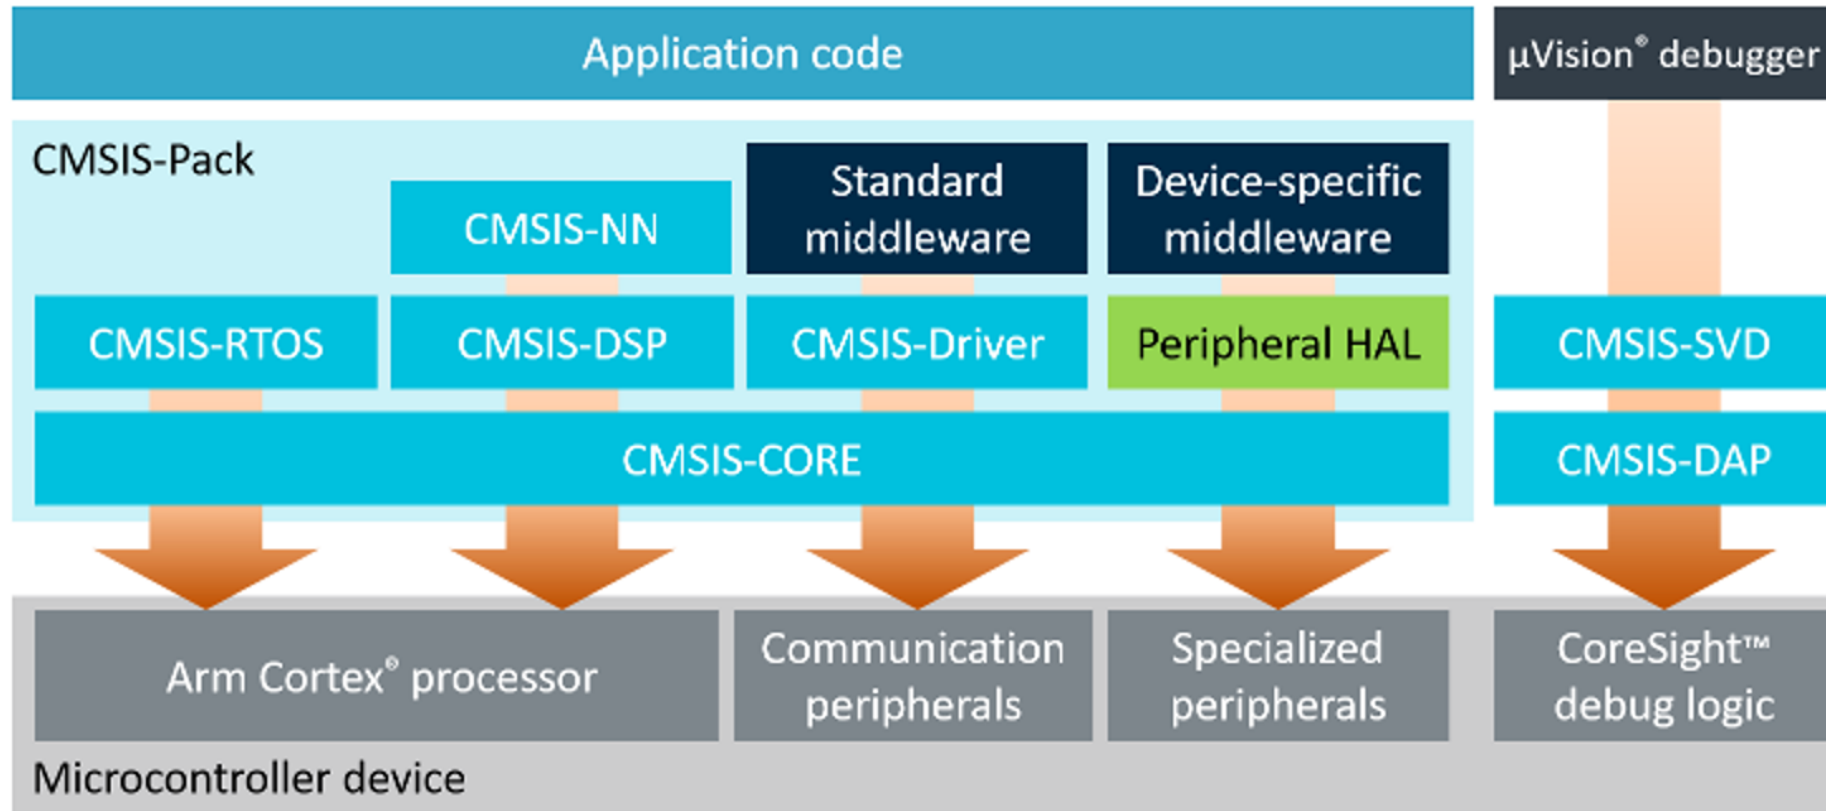 Application code
µVision® debugger
CMSIS-Pack
CMSIS-NN
Standard
middleware
Device-specific
middleware
CMSIS-RTOS
CMSIS-DSP
CMSIS-Driver
Peripheral HAL
CMSIS-SVD
CMSIS-CORE
CMSIS-DAP
Arm Cortex® processor
Communication
peripherals
Specialized
peripherals
CoreSight™
debug logic
Microcontroller device